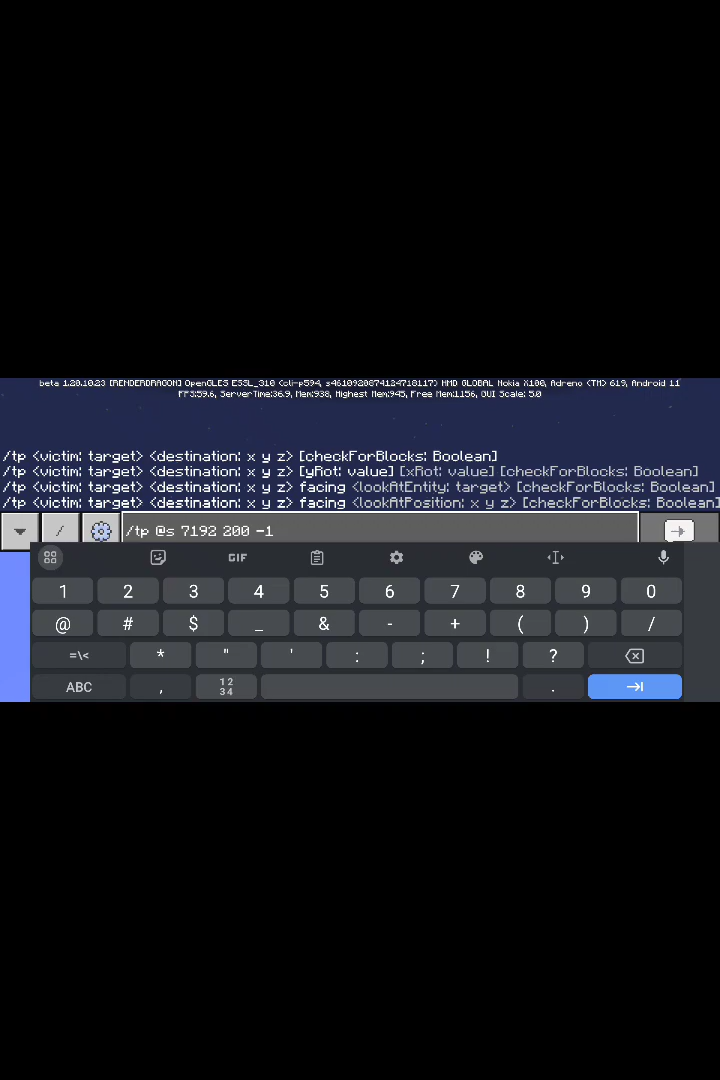 beta 1.20.10.23 [RENDERDRAGON] OpenGLES ESSL_310 (cli-p594, s4610920874124718117) HMD GLOBAL Nokia X100, Adreno (TM) 619, Android 11
FPS:59.6, ServerTime:36.9, Mem:938, Highest Mem:945, Free Mem:1156, GUI Scale: 5.0
/tp <victim: target> <destination: x y z> [checkForBlocks: Boolean]
/tp <victim: target> <destination: x y z> [yRot: value] [xRot: value] [checkForBlocks: Boolean]
/tp <victim: target> <destination: x y z> facing <lookAtEntity: target> [checkForBlocks: Boolean]
/tp <victim: target> <destination: x y z> facing <lookAtPosition: x y z> [checkForBlocks: Boolean]
/ /tp @s 7192 200 -1
GIF
1 2 3 4 5 6 7 8 9 0
@ # $ _ & - + ( ) /
=\< * " ' : ; ! ?
ABC , 12 .
34